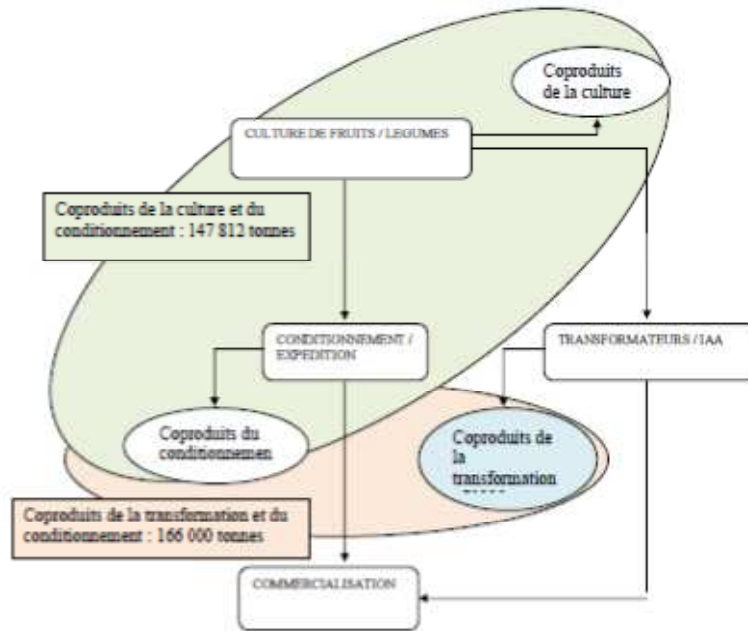 Coproduits
de la culture
CULTURE DE FRUITS / LEGUMES
Coproduits de la culture et du
conditionnement : 147 812 tonnes
CONDITIONNEMENT /
EXPEDITION
TRANSFORMATEURS / IAA
Coproduits du
conditionnemen
Coproduits de
la
transformation
Coproduits de la transformation et du
conditionnement : 166 000 tonnes
COMMERCIALISATION